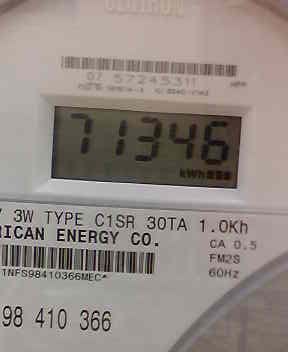 07 57245311
71346
kWh
3W TYPE C1SR 30TA 1.0Kh
RICAN ENERGY CO.
CA 0.5
FM2S
60Hz
1NFS98410366MEC*
98 410 366